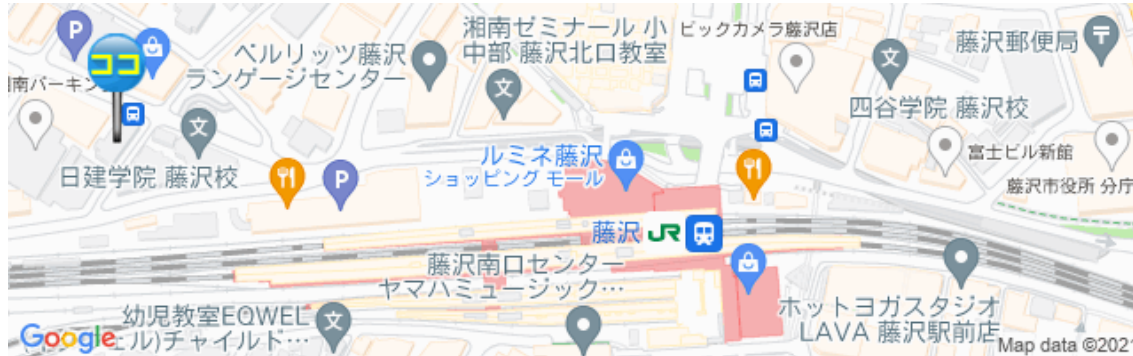 ココ
P
湘南パーキン
日建学院 藤沢校
ベルリッツ藤沢
ランゲージセンター
湘南ゼミナール 小
中部 藤沢北口教室
ビックカメラ藤沢店
四谷学院 藤沢校
藤沢郵便局
富士ビル新館
藤沢市役所 分庁
P
ルミネ藤沢
ショッピング モール
藤沢 JR
藤沢南口センター
ヤマハミュージック…
幼児教室EQWEL
チャイルド…
ホットヨガスタジオ
LAVA 藤沢駅前店
文
文
文
文
Google
Map data ©2021